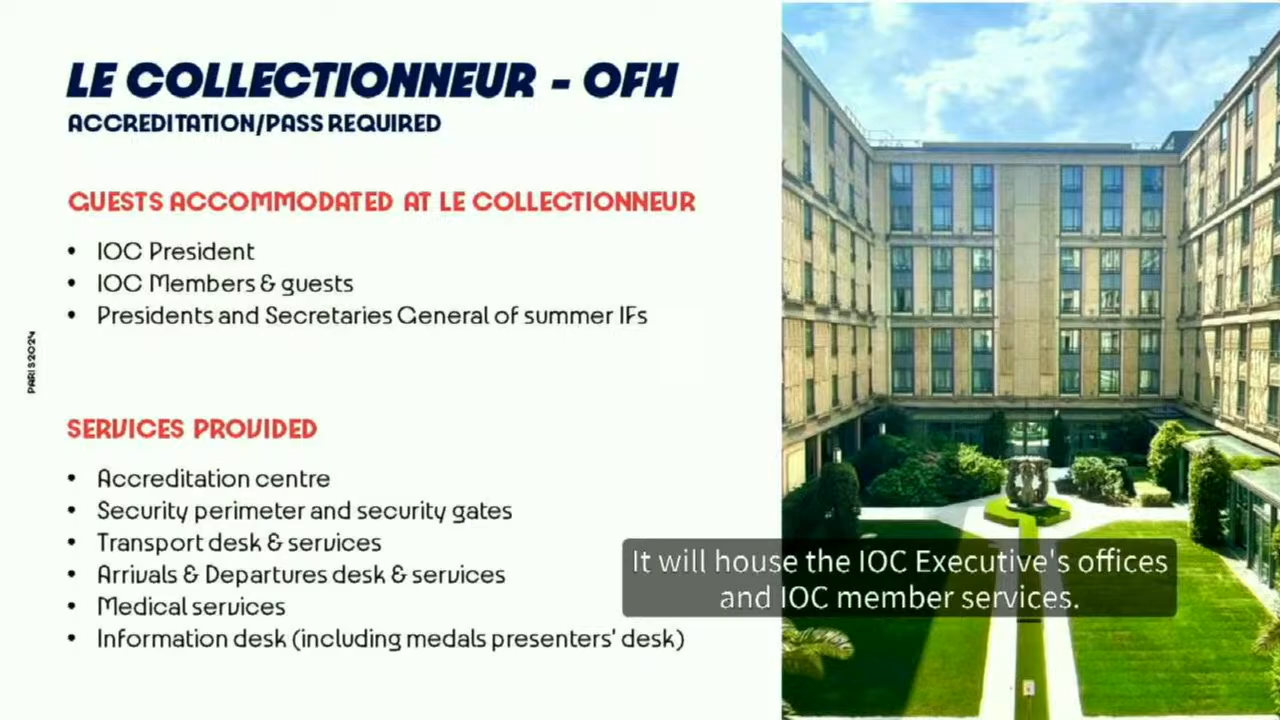 LE COLLECTIONNEUR - OFH
ACCREDITATION/PASS REQUIRED
GUESTS ACCOMMODATED AT LE COLLECTIONNEUR
• IOC President
• IOC Members & guests
• Presidents and Secretaries General of summer IFs
PARIS 2024
SERVICES PROVIDED
• Accreditation centre
• Security perimeter and security gates
• Transport desk & services
• Arrivals & Departures desk & services
• Medical services
• Information desk (including medals presenters' desk)
It will house the IOC Executive's offices
and IOC member services.